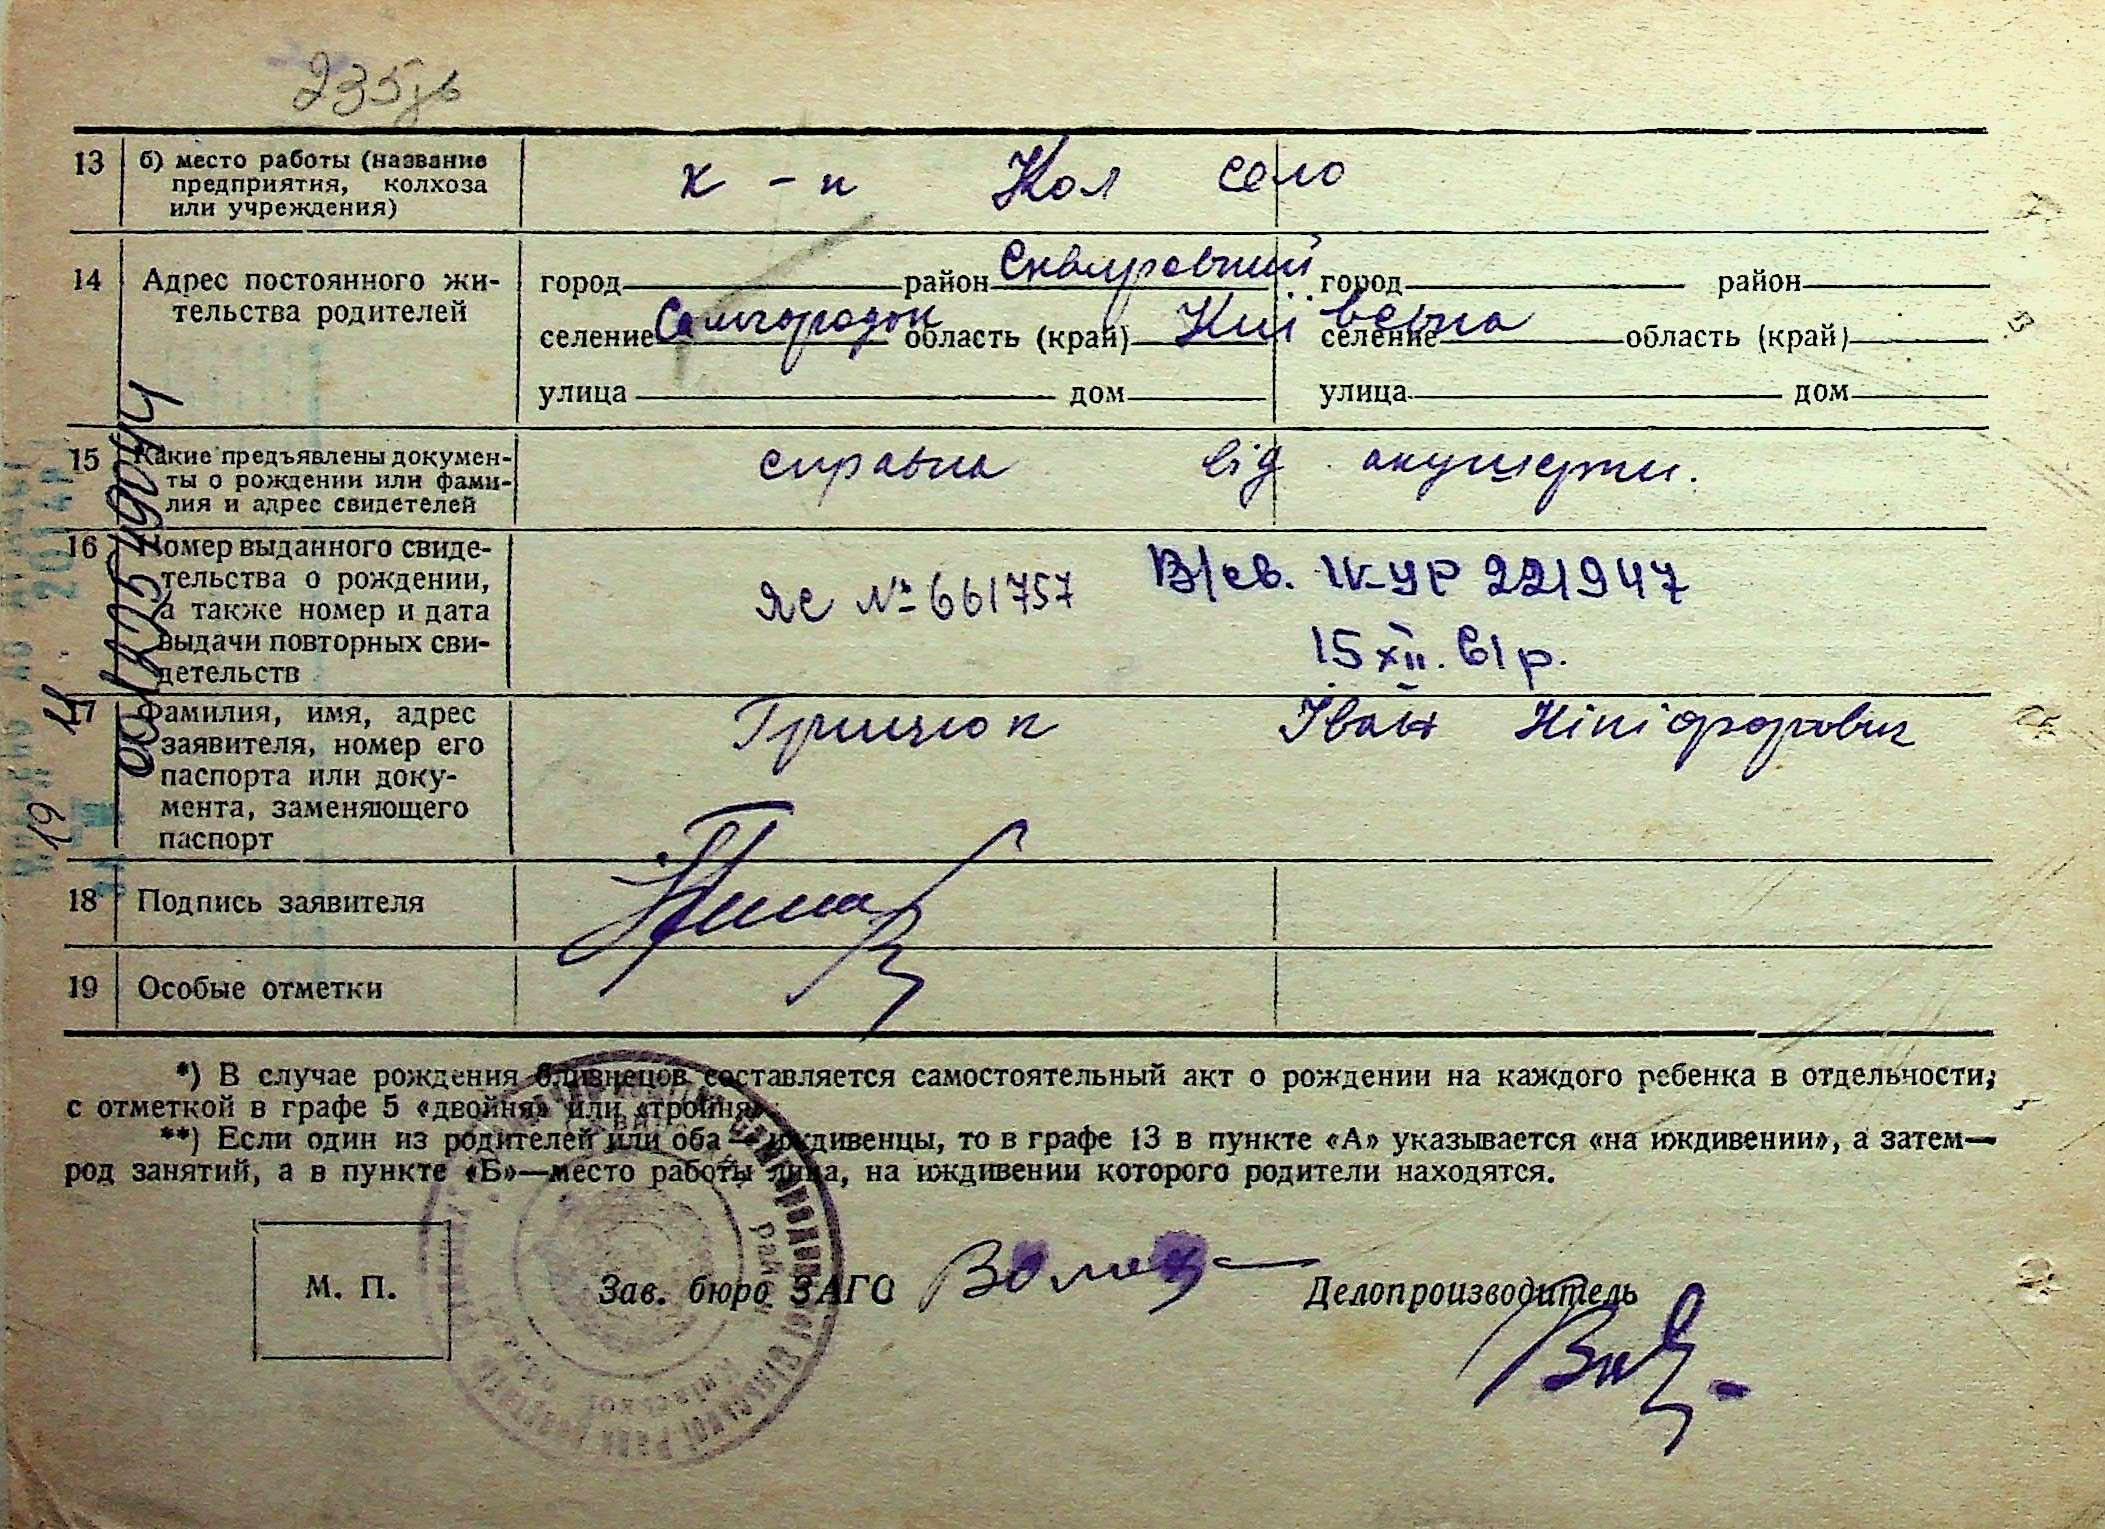 235
13 б) место работы (название предприятия, колхоза или учреждения)
к - п Кол село
14 Адрес постоянного жительства родителей
город район Сквирський город район
селение Самгородок область (край) Київська селение область (край)
улица дом улица дом
15 Какие предъявлены документы о рождении или фамилия и адрес свидетелей
справка від акушерки.
16 Номер выданного свидетельства о рождении, а также номер и дата выдачи повторных свидетельств
ЯС № 661757 В/св. IК-УР 221947
15 XII. 61 р.
17 Фамилия, имя, адрес заявителя, номер его паспорта или документа, заменяющего паспорт
Грищюк Іван Нікіфорович
18 Подпись заявителя
19 Особые отметки
*) В случае рождения близнецов составляется самостоятельный акт о рождении на каждого ребенка в отдельности,
с отметкой в графе 5 «двойня» или «тройня».
**) Если один из родителей или оба — иждивенцы, то в графе 13 в пункте «А» указывается «на иждивении», а затем—
род занятий, а в пункте «Б»—место работы лица, на иждивении которого родители находятся.
М. П.
Зав. бюро ЗАГС
Делопроизводитель